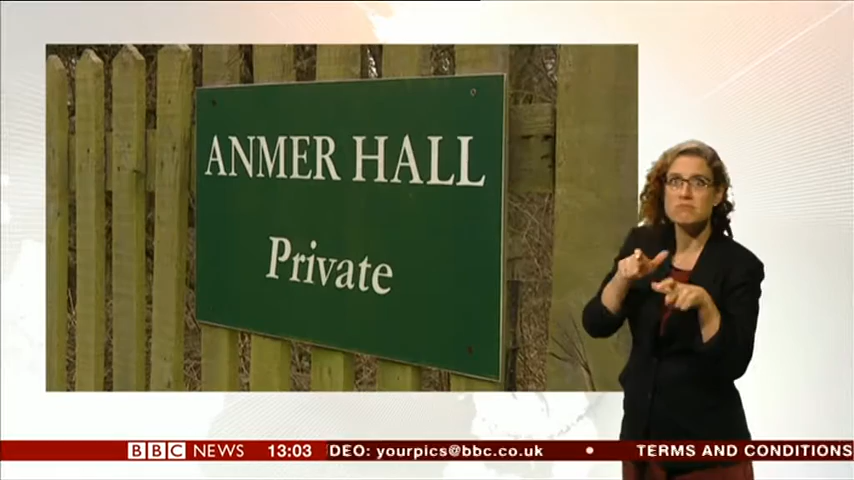 ANMER HALL
Private
BBC NEWS 13:03 DEO: yourpics@bbc.co.uk • TERMS AND CONDITIONS